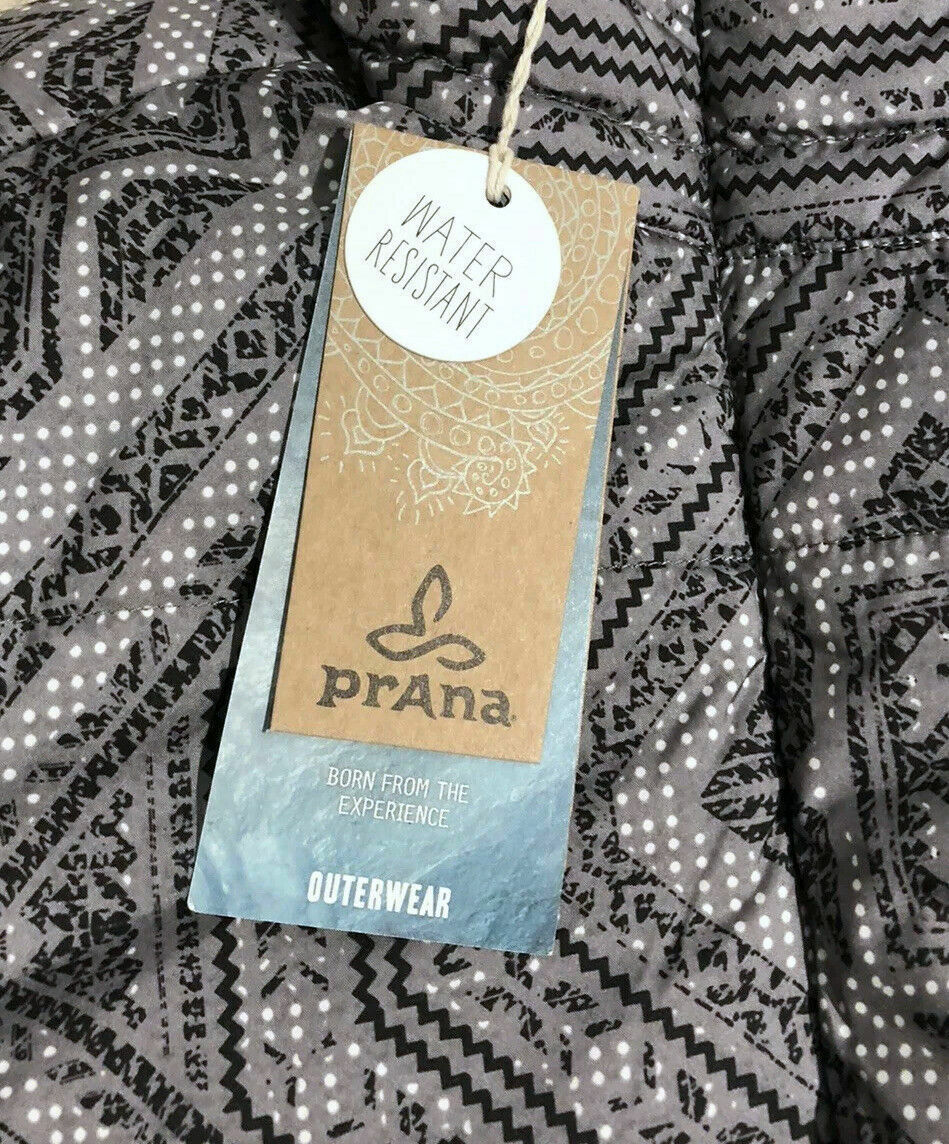 WATER
RESISTANT
prAna
BORN FROM THE
EXPERIENCE
OUTERWEAR